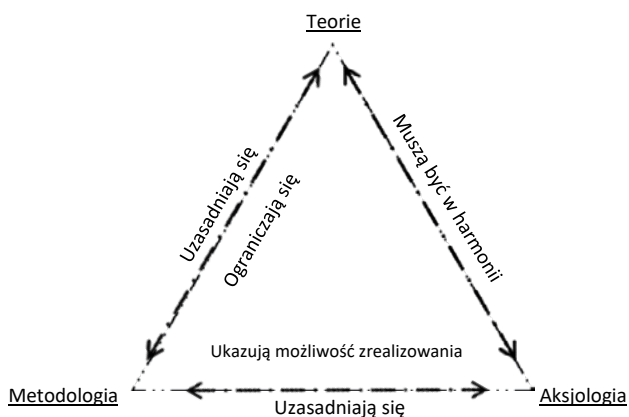 Teorie
Uzasadniają się
Ograniczają się
Muszą być w harmonii
Ukazują możliwość zrealizowania
Metodologia
Aksjologia
Uzasadniają się